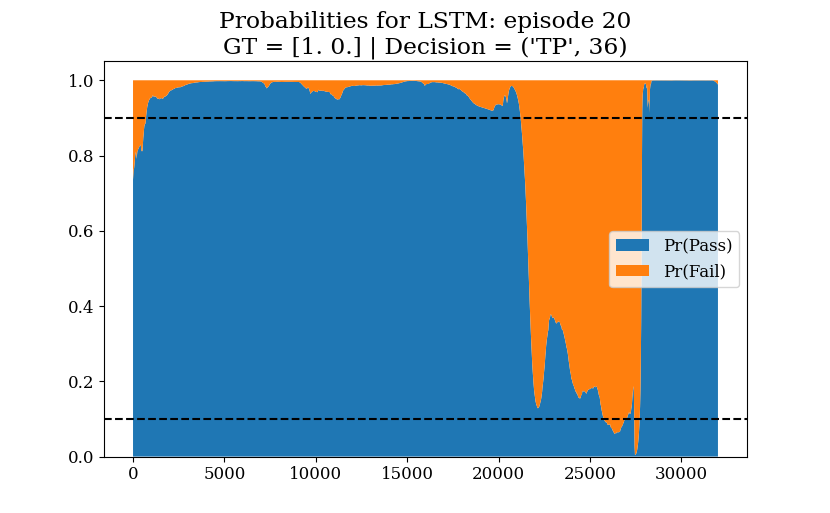 Probabilities for LSTM: episode 20
GT = [1. 0.] | Decision = ('TP', 36)
1.0
0.8
0.6
0.4
0.2
0.0
Pr(Pass)
Pr(Fail)
0 5000 10000 15000 20000 25000 30000